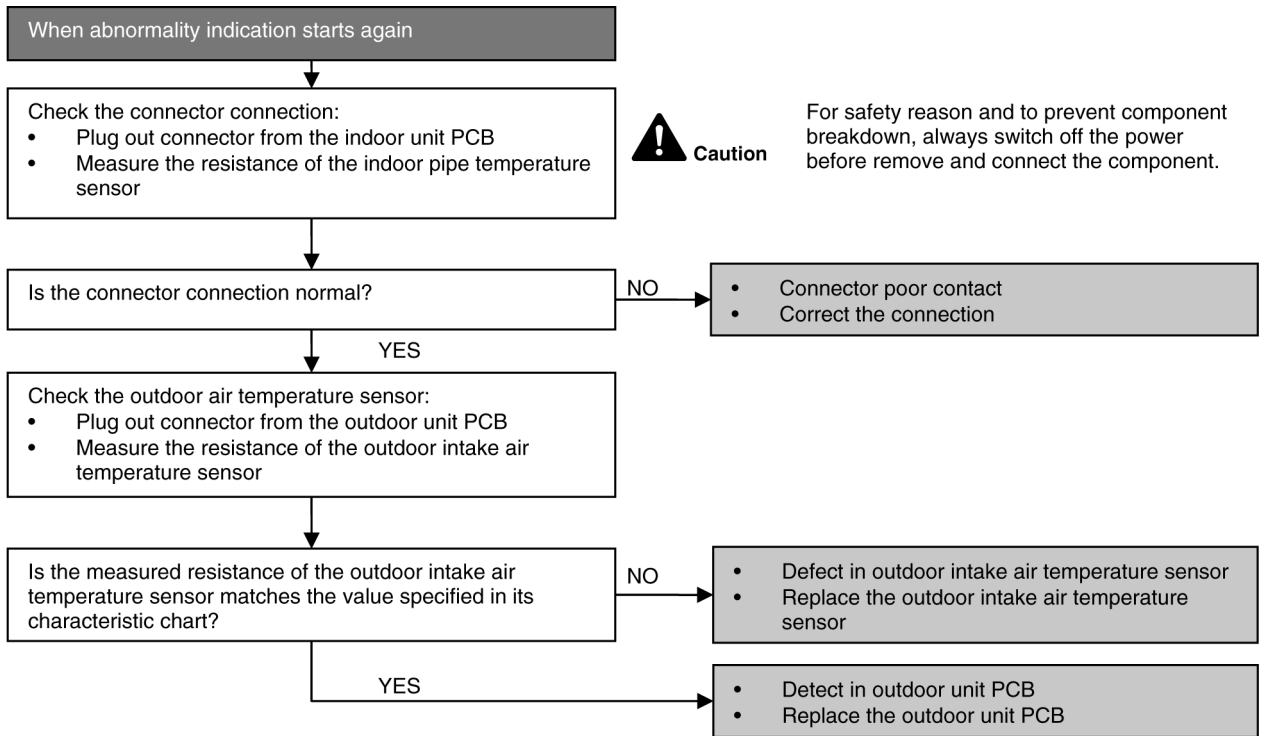 When abnormality indication starts again
Check the connector connection:
• Plug out connector from the indoor unit PCB
• Measure the resistance of the indoor pipe temperature
sensor
Caution
For safety reason and to prevent component
breakdown, always switch off the power
before remove and connect the component.
Is the connector connection normal?
NO
• Connector poor contact
• Correct the connection
YES
Check the outdoor air temperature sensor:
• Plug out connector from the outdoor unit PCB
• Measure the resistance of the outdoor intake air
temperature sensor
Is the measured resistance of the outdoor intake air
temperature sensor matches the value specified in its
characteristic chart?
NO
• Defect in outdoor intake air temperature sensor
• Replace the outdoor intake air temperature
sensor
YES
• Detect in outdoor unit PCB
• Replace the outdoor unit PCB